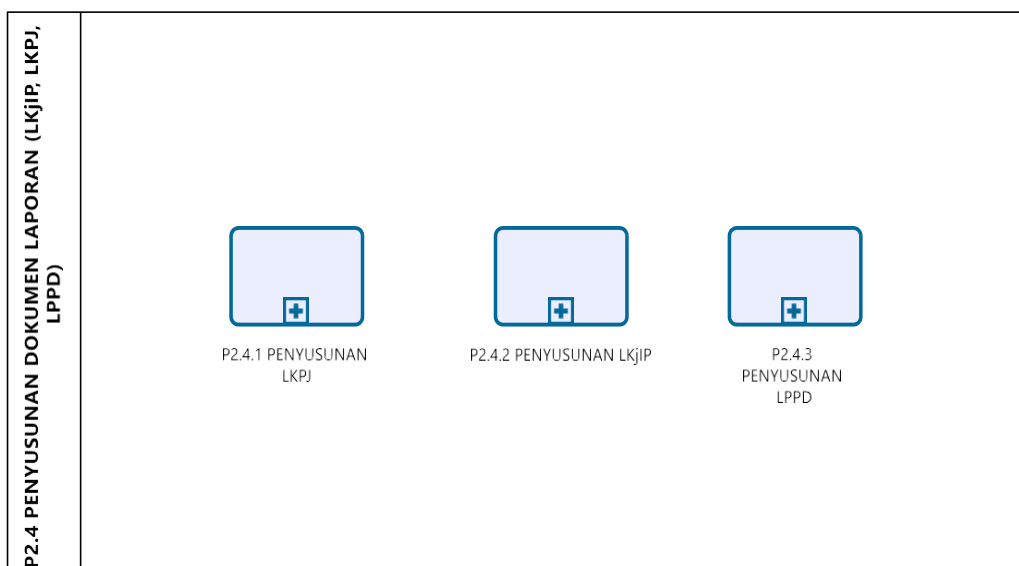 P2.4 PENYUSUNAN DOKUMEN LAPORAN (LKjIP, LKPJ,
LPPD)
P2.4.1 PENYUSUNAN
LKPJ
P2.4.2 PENYUSUNAN LKjIP
P2.4.3
PENYUSUNAN
LPPD